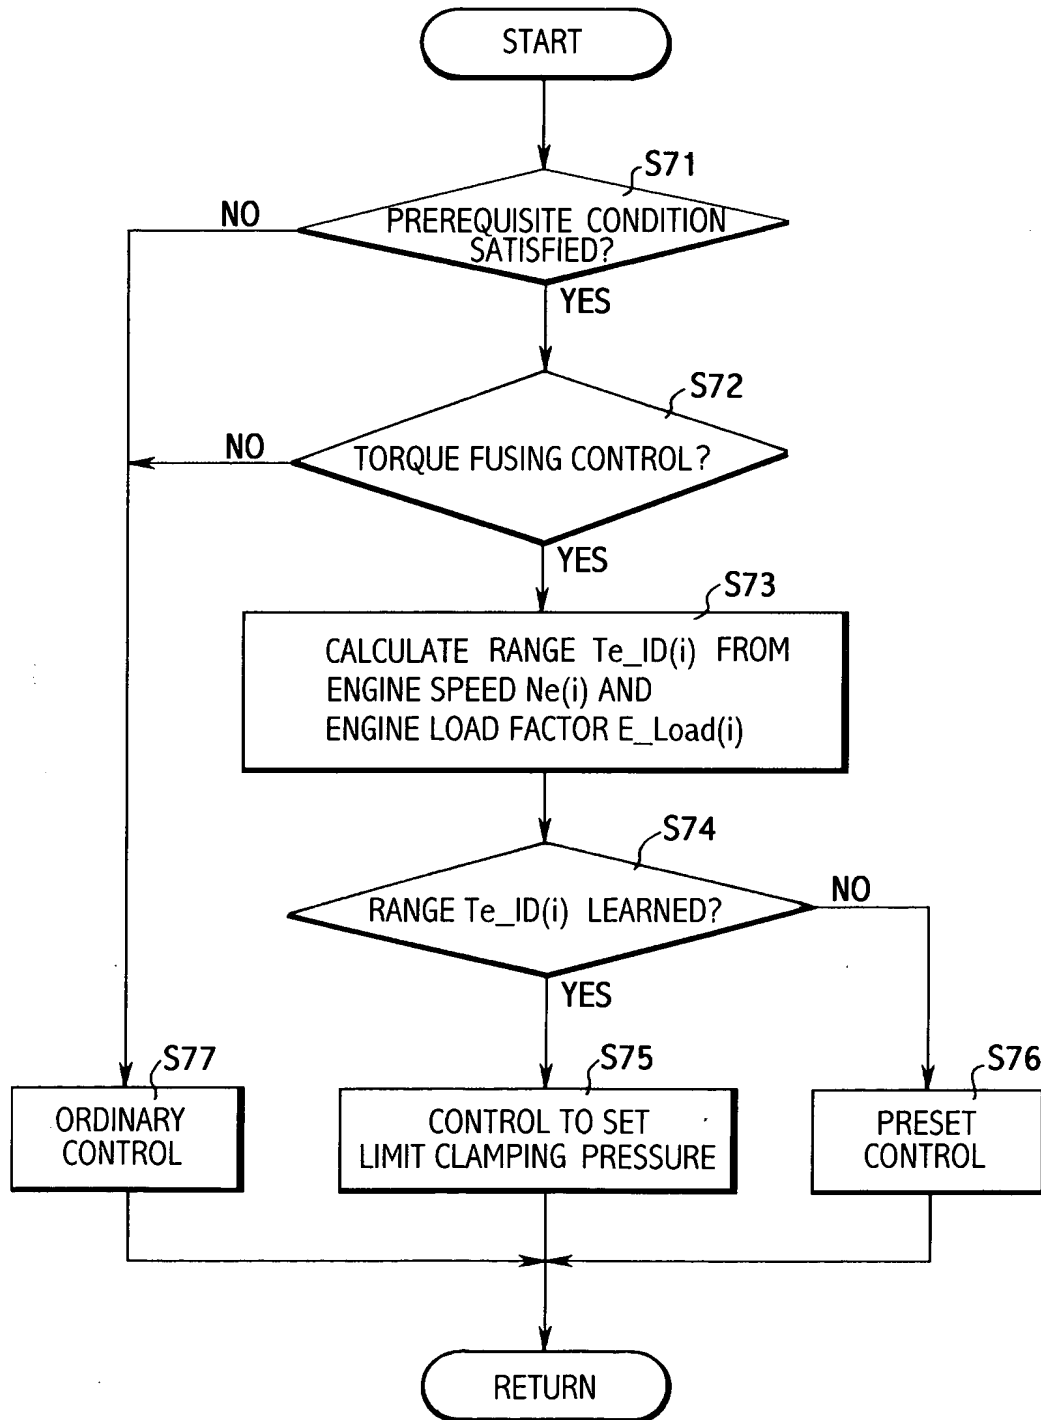 START
S71
PREREQUISITE CONDITION
SATISFIED?
NO
YES
S72
TORQUE FUSING CONTROL?
NO
YES
S73
CALCULATE RANGE Te_ID(i) FROM
ENGINE SPEED Ne(i) AND
ENGINE LOAD FACTOR E_Load(i)
S74
RANGE Te_ID(i) LEARNED?
NO
YES
S77
ORDINARY
CONTROL
S75
CONTROL TO SET
LIMIT CLAMPING PRESSURE
S76
PRESET
CONTROL
RETURN